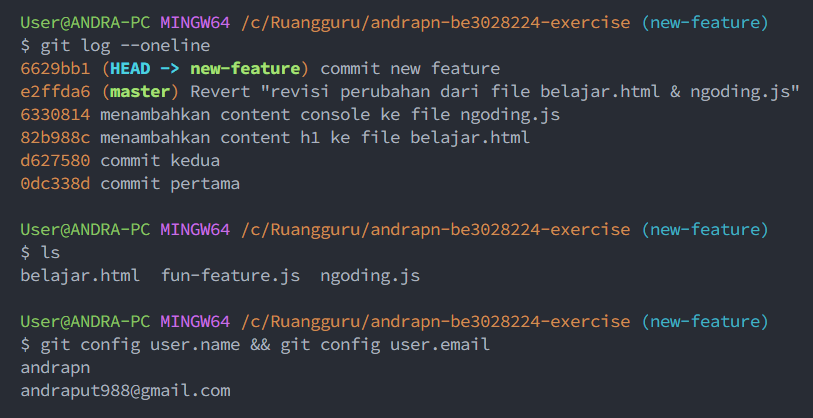 User@ANDRA-PC MINGW64 /c/Ruangguru/andrapn-be3028224-exercise (new-feature)
$ git log --oneline
6629bb1 (HEAD -> new-feature) commit new feature
e2ffda6 (master) Revert "revisi perubahan dari file belajar.html & ngoding.js"
6330814 menambahkan content console ke file ngoding.js
82b988c menambahkan content h1 ke file belajar.html
d627580 commit kedua
0dc338d commit pertama
User@ANDRA-PC MINGW64 /c/Ruangguru/andrapn-be3028224-exercise (new-feature)
$ ls
belajar.html  fun-feature.js  ngoding.js
User@ANDRA-PC MINGW64 /c/Ruangguru/andrapn-be3028224-exercise (new-feature)
$ git config user.name && git config user.email
andrapn
andraput988@gmail.com